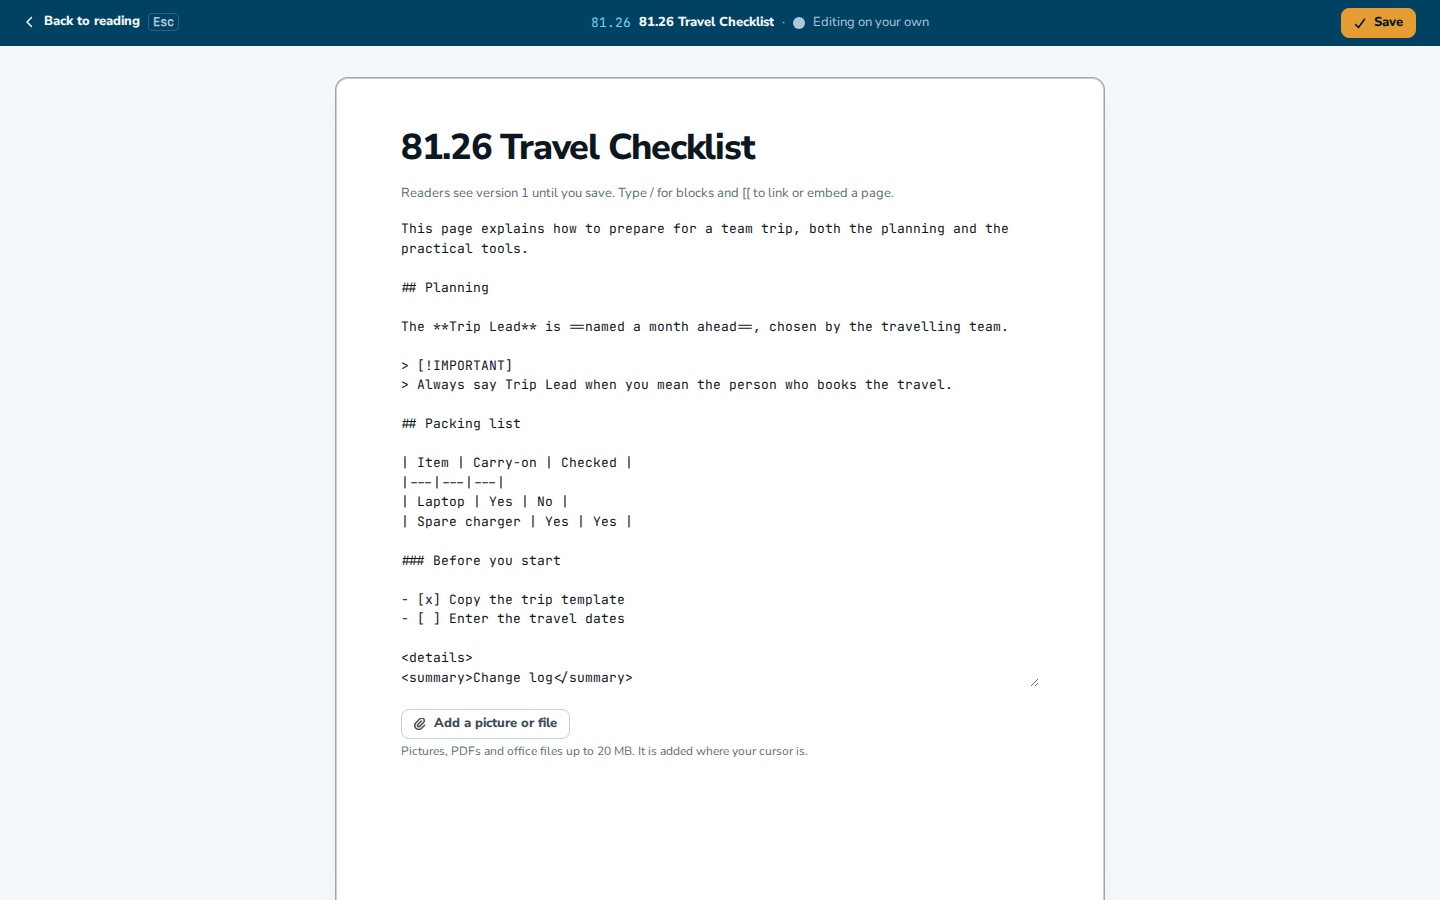 Back to reading Esc
81.26 81.26 Travel Checklist · Editing on your own
Save
81.26 Travel Checklist
Readers see version 1 until you save. Type / for blocks and [[ to link or embed a page.
This page explains how to prepare for a team trip, both the planning and the
practical tools.
## Planning
The **Trip Lead** is ==named a month ahead==, chosen by the travelling team.
> [!IMPORTANT]
> Always say Trip Lead when you mean the person who books the travel.
## Packing list
| Item | Carry-on | Checked |
|---|---|---|
| Laptop | Yes | No |
| Spare charger | Yes | Yes |
### Before you start
- [x] Copy the trip template
- [ ] Enter the travel dates
<details>
<summary>Change log</summary>
Add a picture or file
Pictures, PDFs and office files up to 20 MB. It is added where your cursor is.